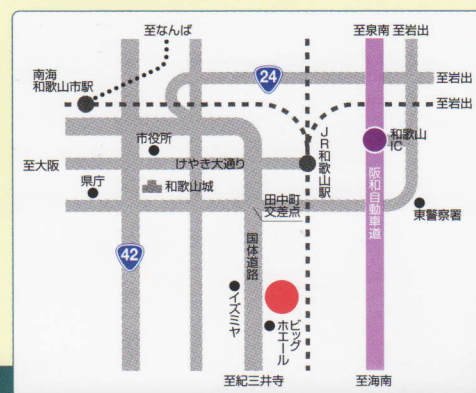 至なんば
至泉南
至岩出
南海
和歌山市駅
24
至岩出
至岩出
市役所
JR和歌山駅
和歌山
IC
至大阪
けやき大通り
県庁
和歌山城
田中町
交差点
阪和自動車道
東警察署
42
国体道路
イズミヤ
ビッグ
ホエール
至紀三井寺
至海南